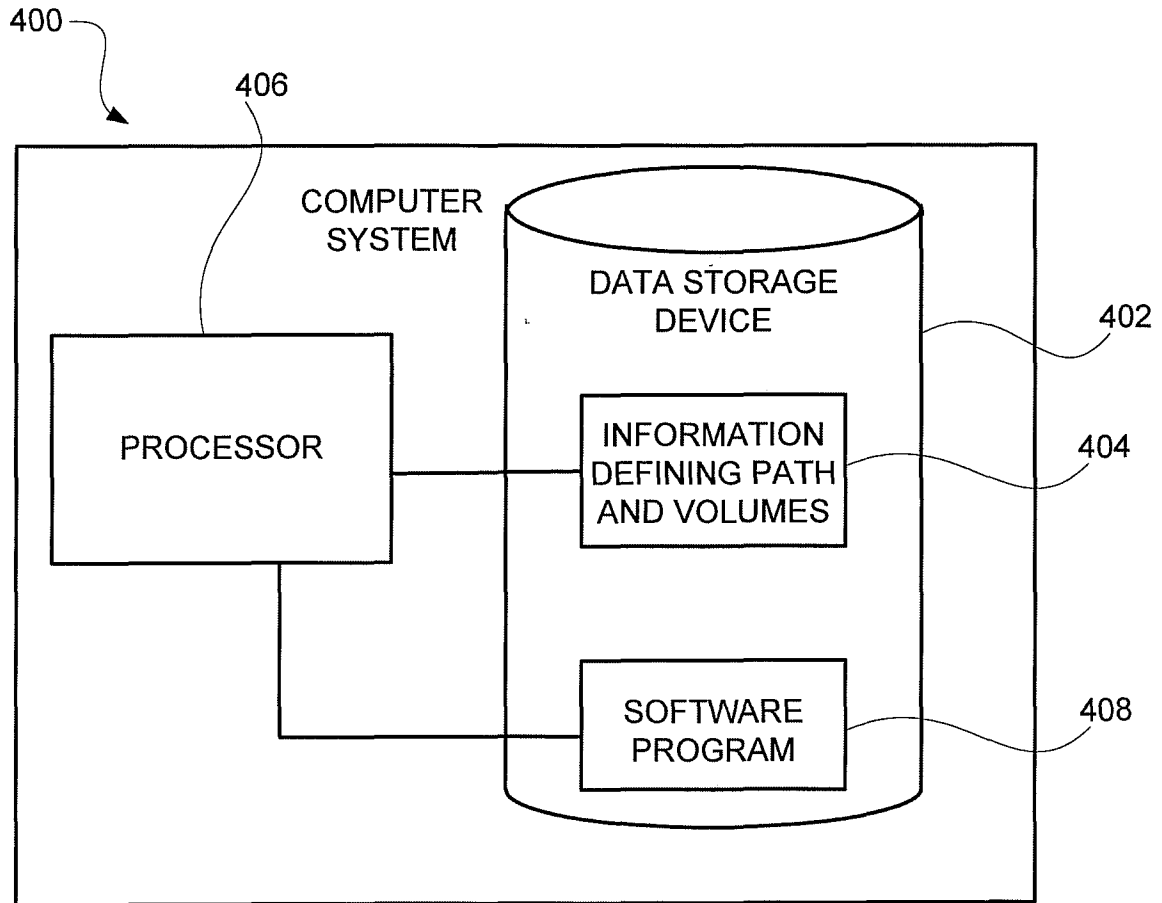 400
406
COMPUTER
SYSTEM
DATA STORAGE
DEVICE
402
PROCESSOR
INFORMATION
DEFINING PATH
AND VOLUMES
404
SOFTWARE
PROGRAM
408